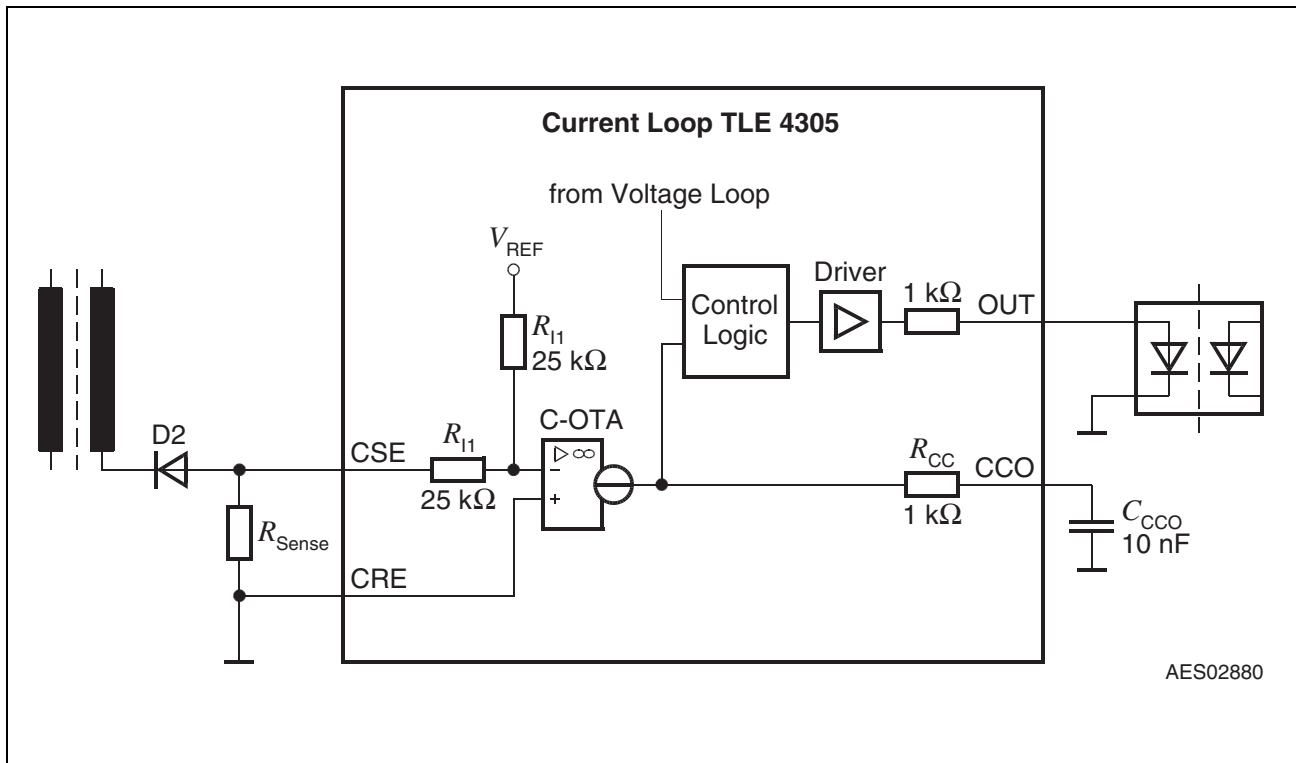 Current Loop TLE 4305
from Voltage Loop
V_REF
Driver
1 kΩ
OUT
Control
Logic
R_I1
25 kΩ
C-OTA
D2
CSE
R_I1
25 kΩ
▷ ∞
−
+
R_CC
1 kΩ
CCO
C_CCO
10 nF
R_Sense
CRE
AES02880